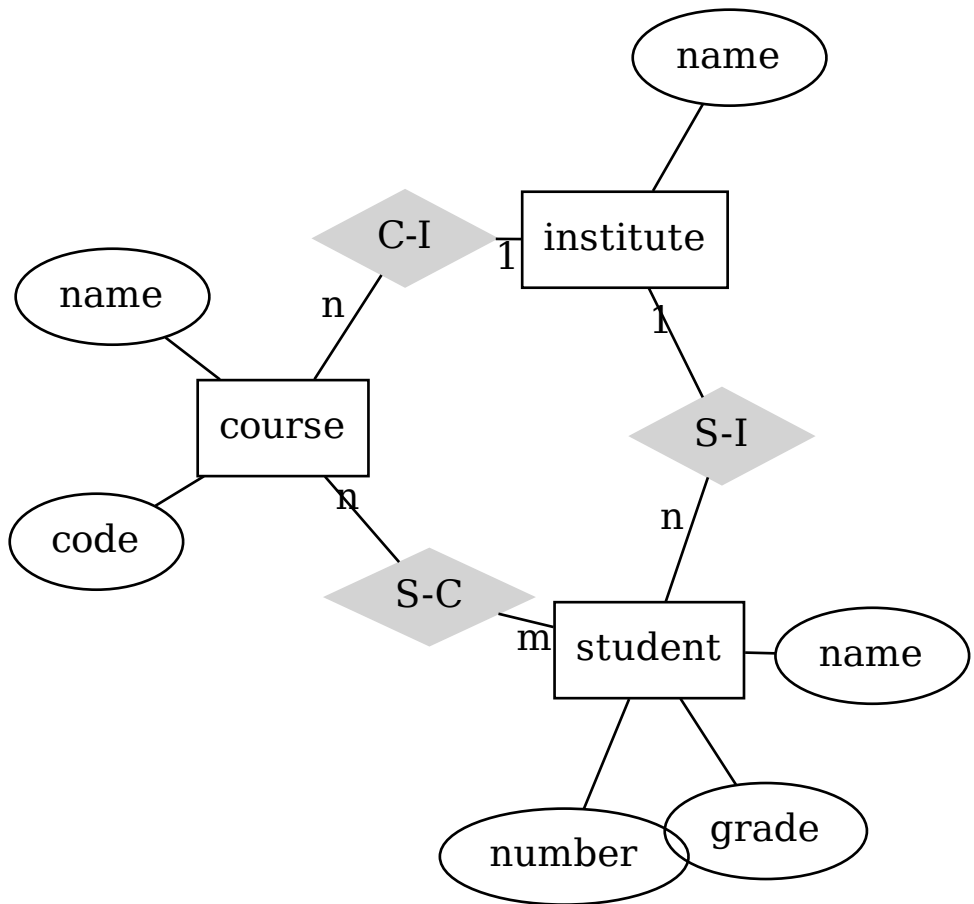 name
C-I
institute
1
name
n
1
course
S-I
n
n
code
S-C
m
student
name
grade
number